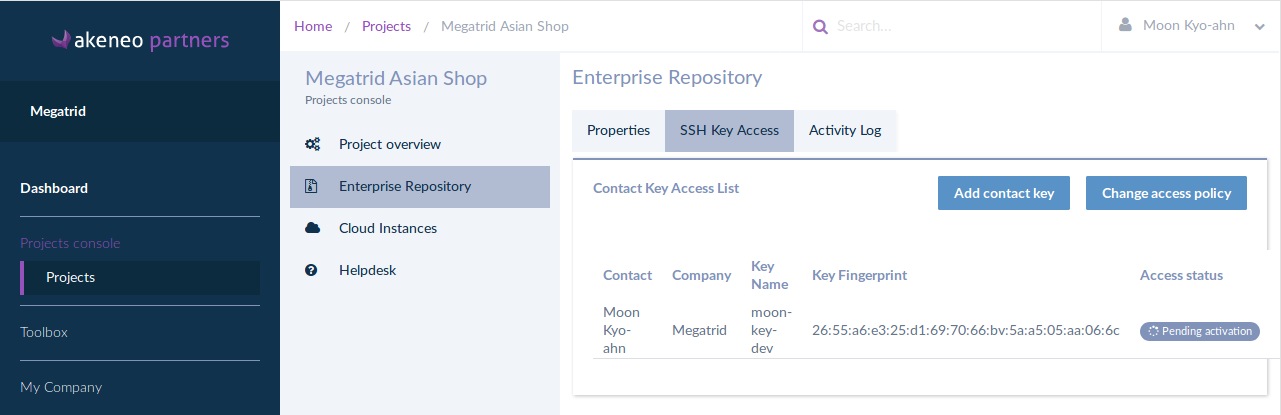 akeneo partners
Megatrid
Dashboard
Projects console
Projects
Toolbox
My Company
Home / Projects / Megatrid Asian Shop
Search...
Moon Kyo-ahn
Megatrid Asian Shop
Projects console
Project overview
Enterprise Repository
Cloud Instances
Helpdesk
Enterprise Repository
Properties SSH Key Access Activity Log
Contact Key Access List
Add contact key Change access policy
Contact Company Key Name Key Fingerprint Access status
Moon Kyo-ahn Megatrid moon-key-dev 26:55:a6:e3:25:d1:69:70:66:bv:5a:a5:05:aa:06:6c Pending activation